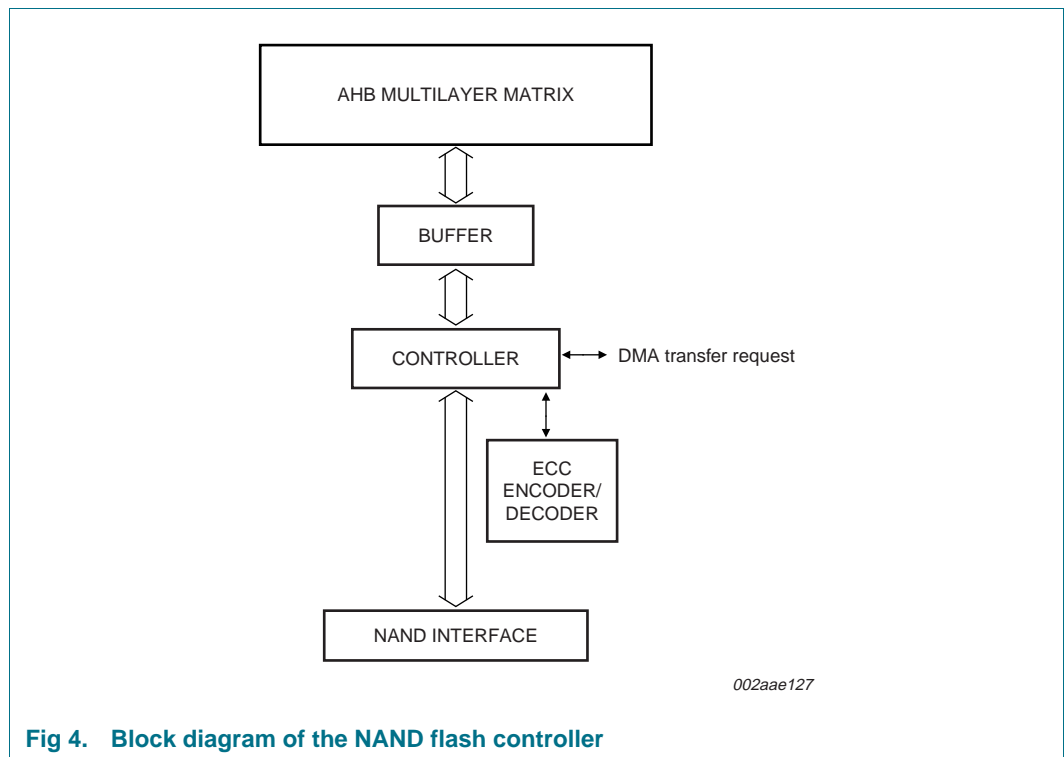 AHB MULTILAYER MATRIX
BUFFER
CONTROLLER
DMA transfer request
ECC
ENCODER/
DECODER
NAND INTERFACE
002aae127
Fig 4. Block diagram of the NAND flash controller